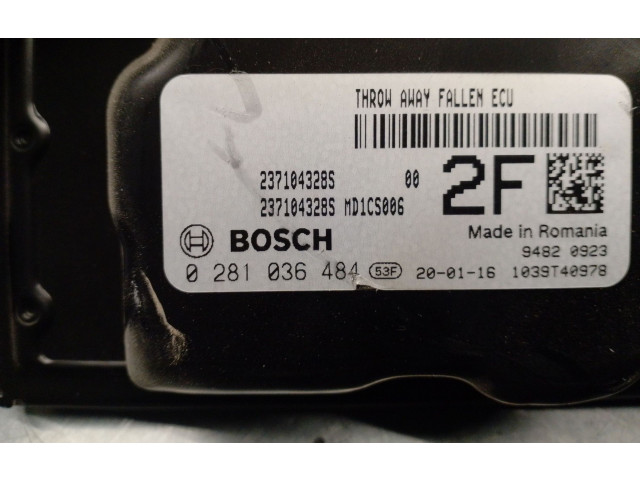 THROW AWAY FALLEN ECU
237104328S 00
237104328S MD1CS006
2F
BOSCH
Made in Romania
9482 0923
0 281 036 484 53F 20-01-16 1039T40978